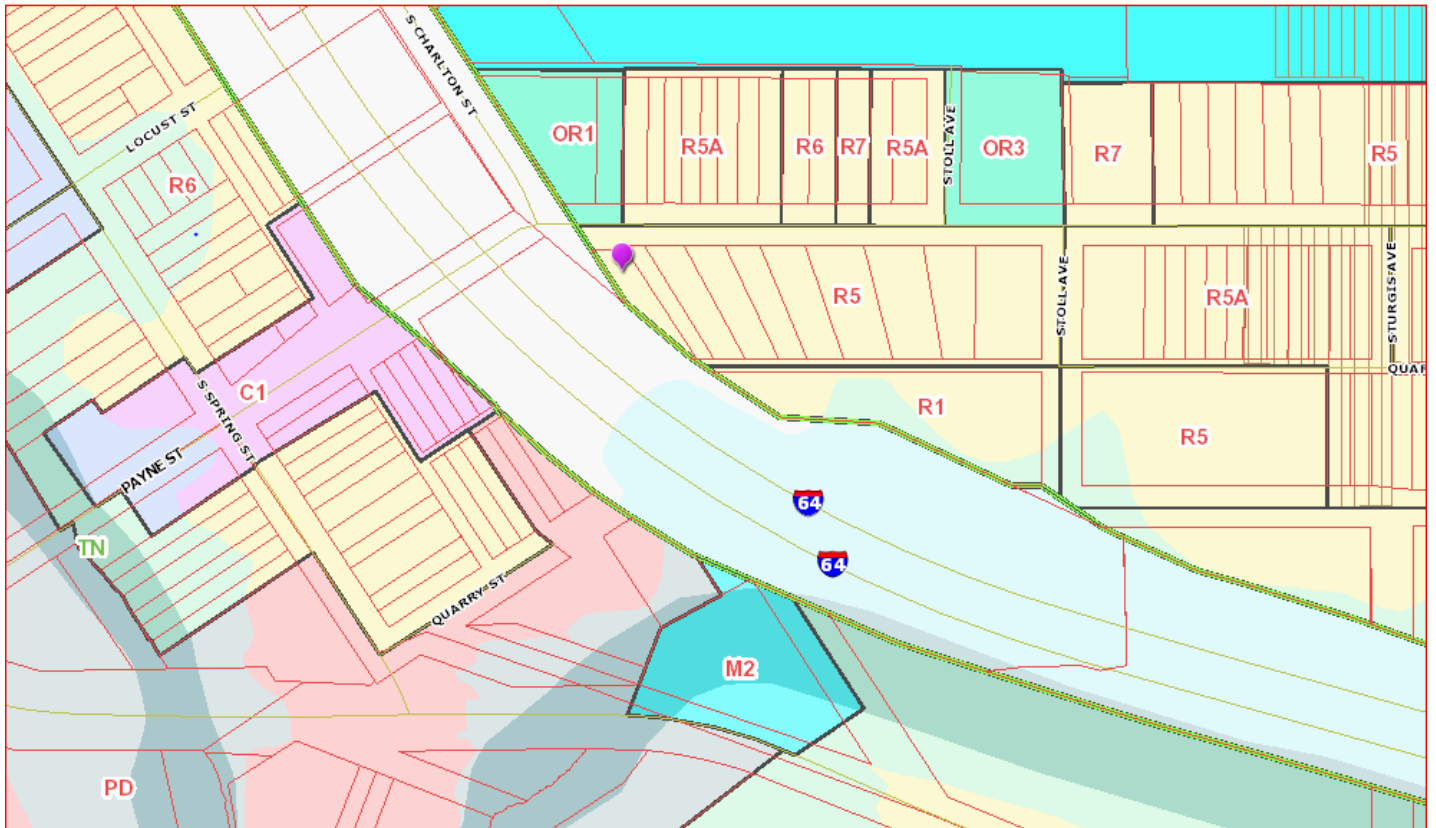 S CHARLTON ST
LOCUST ST
R6
OR1
R5A
R6
R7
R5A
STOLL AVE
OR3
R7
R5
R5
STOLL AVE
R5A
STURGIS AVE
QUAR
C1
S SPRING ST
PAYNE ST
R1
R5
64
64
TN
QUARRY ST
M2
PD